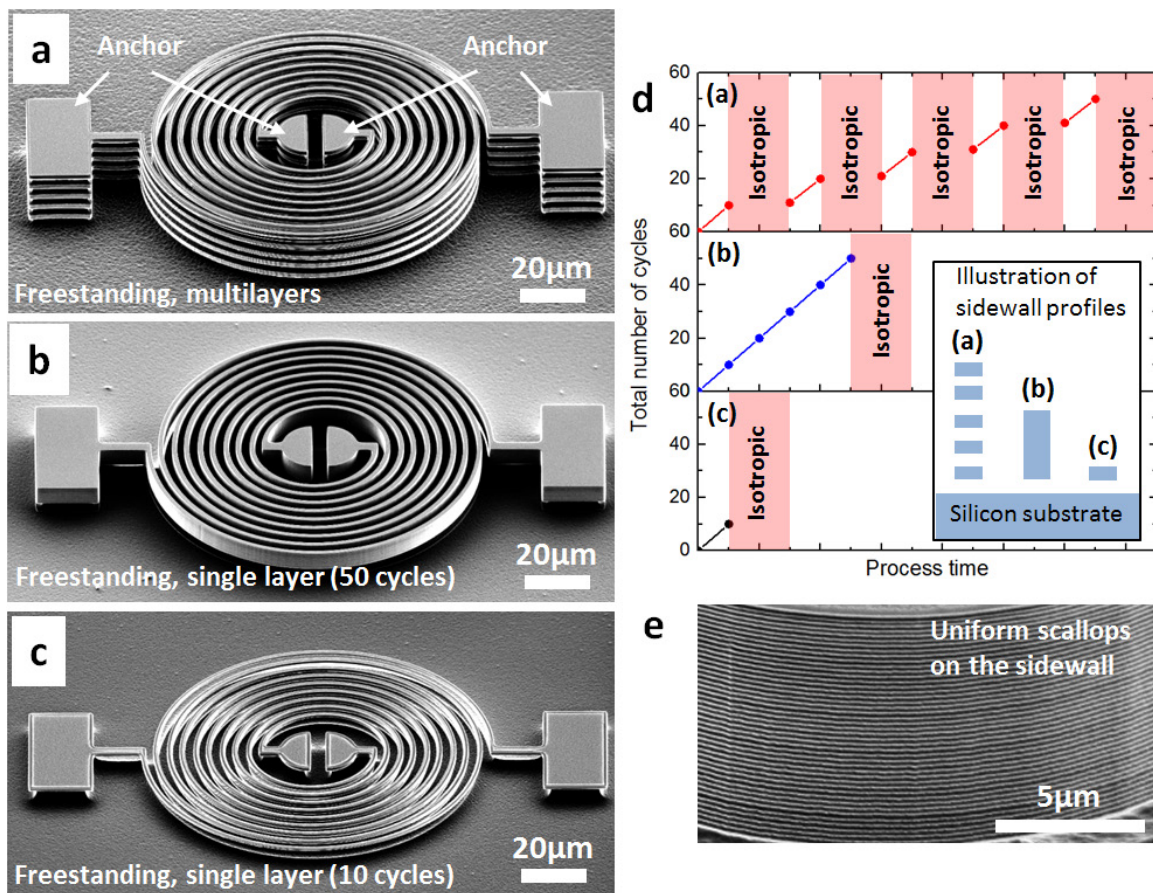 a
Anchor
Anchor
20μm
Freestanding, multilayers
b
20μm
Freestanding, single layer (50 cycles)
c
20μm
Freestanding, single layer (10 cycles)
d
Total number of cycles
60
40
20
60
40
20
60
40
20
0
(a)
Isotropic
Isotropic
Isotropic
Isotropic
Isotropic
(b)
Isotropic
(c)
Isotropic
Process time
Illustration of
sidewall profiles
(a)
(b)
(c)
Silicon substrate
e
Uniform scallops
on the sidewall
5μm